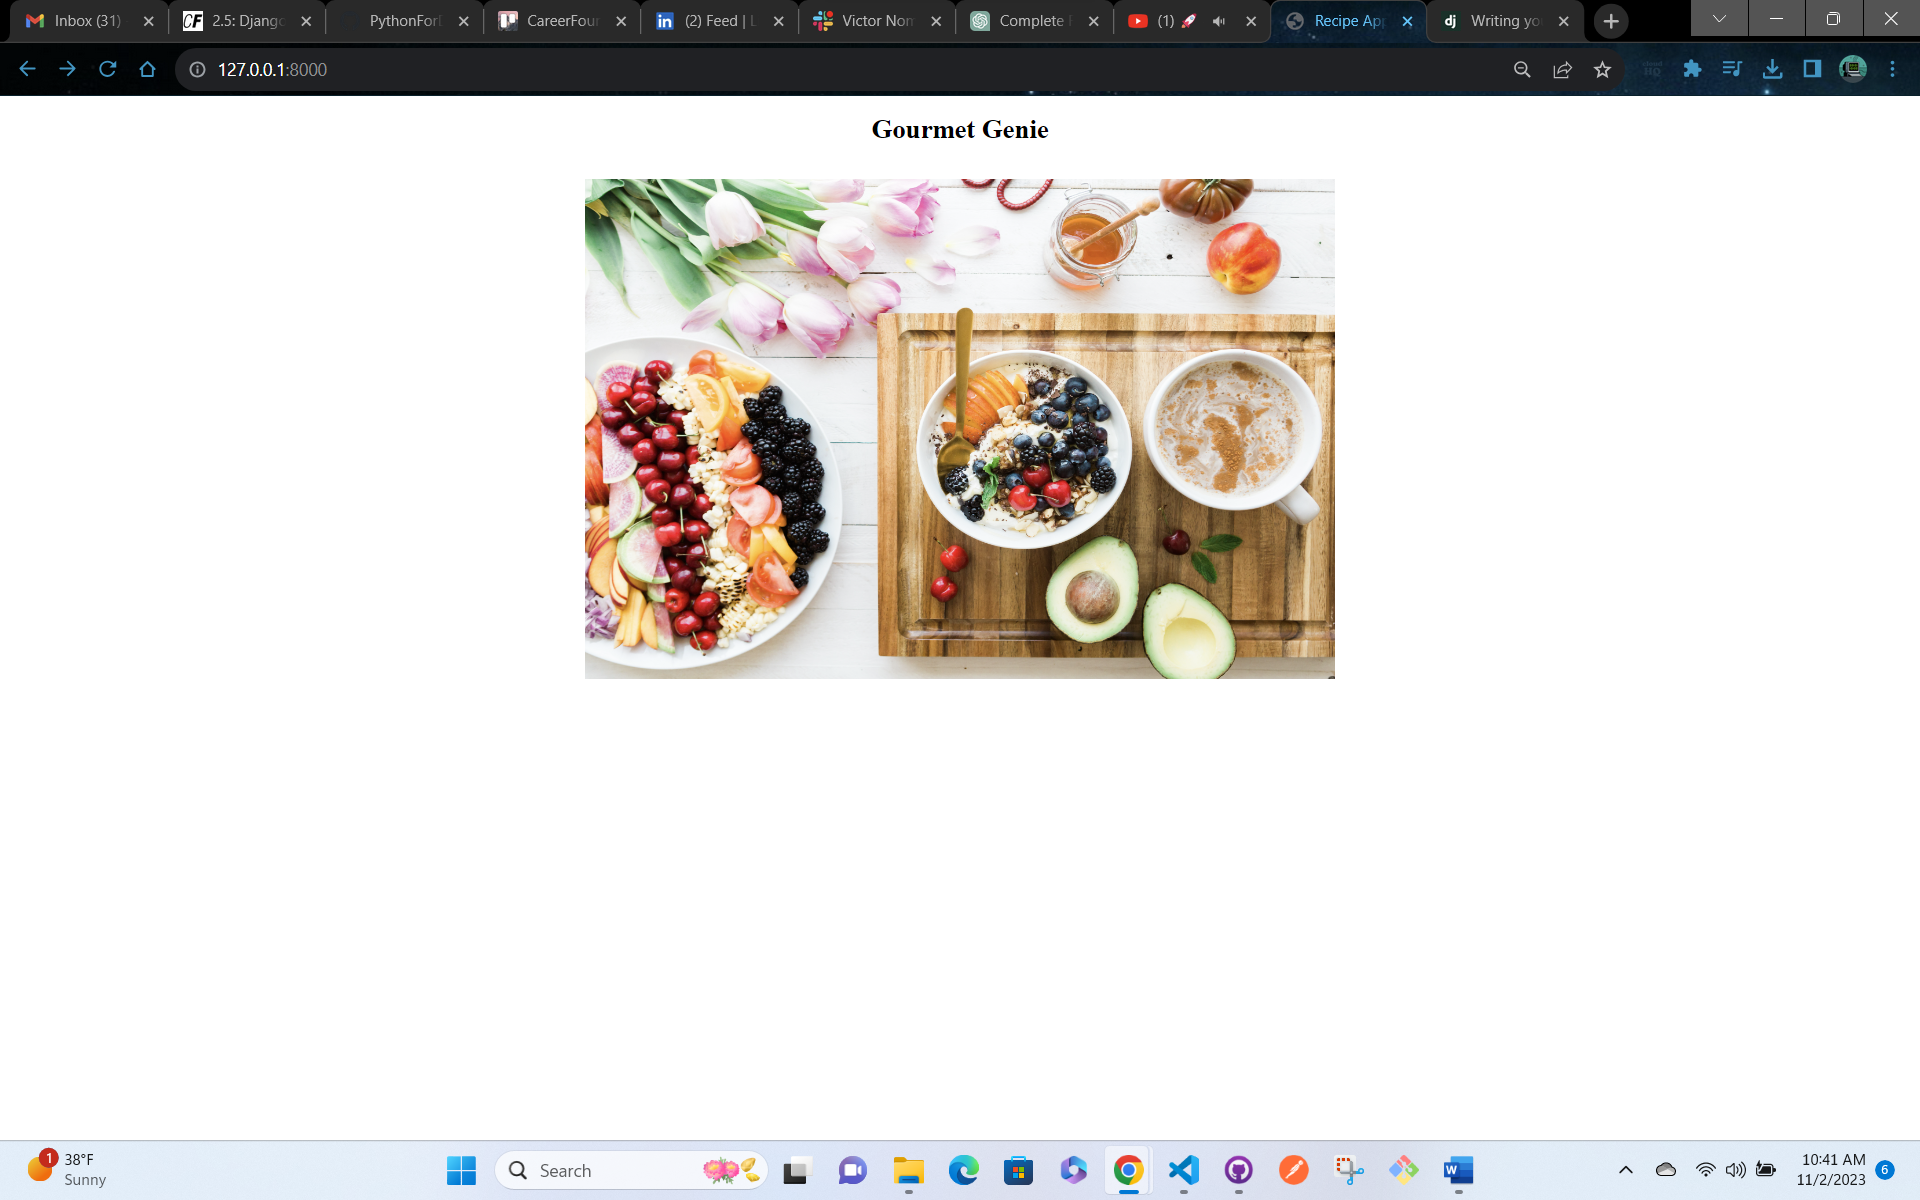 Inbox (31)
2.5: Djang
PythonFor
CareerFour
(2) Feed |
Victor Non
Complete
(1) 🚀
Recipe Ap
Writing yo
127.0.0.1:8000
Gourmet Genie
1
38°F
Sunny
Search
10:41 AM
11/2/2023
6